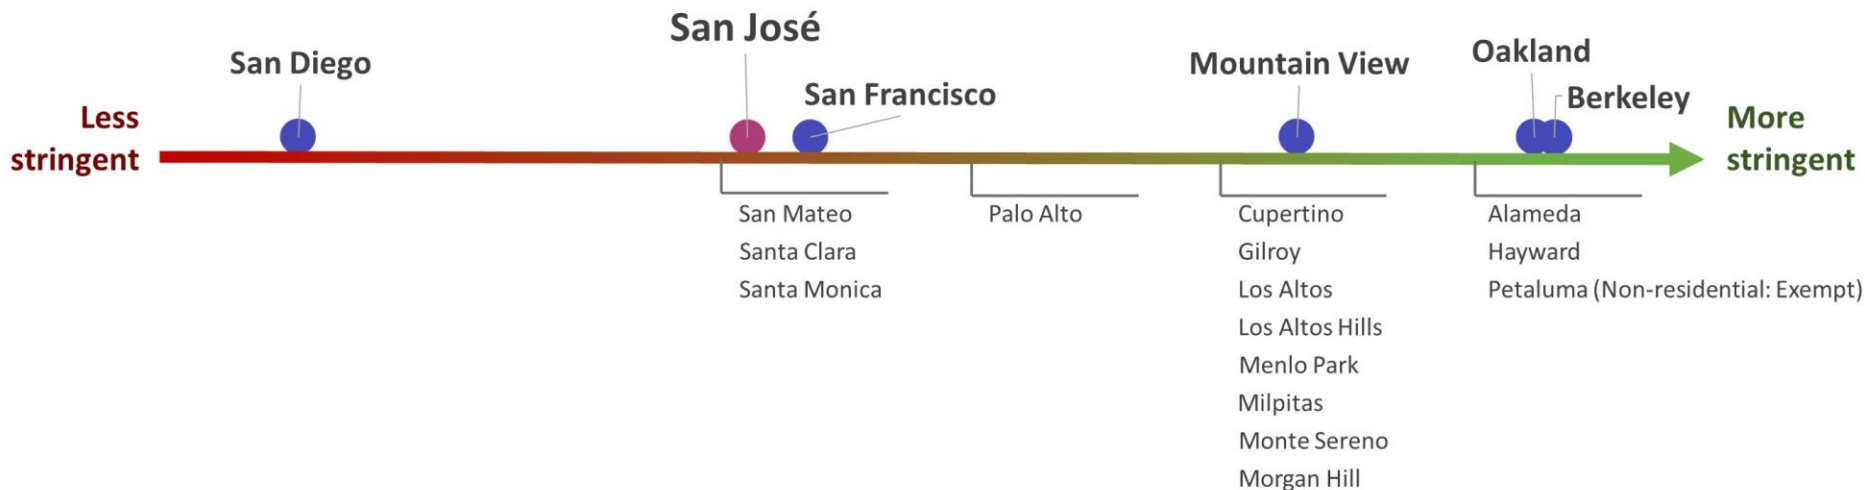 San José
Oakland
San Diego
Mountain View
San Francisco
Berkeley
Less
stringent
More
stringent
San Mateo
Santa Clara
Santa Monica
Palo Alto
Cupertino
Gilroy
Los Altos
Los Altos Hills
Menlo Park
Milpitas
Monte Sereno
Morgan Hill
Alameda
Hayward
Petaluma (Non-residential: Exempt)